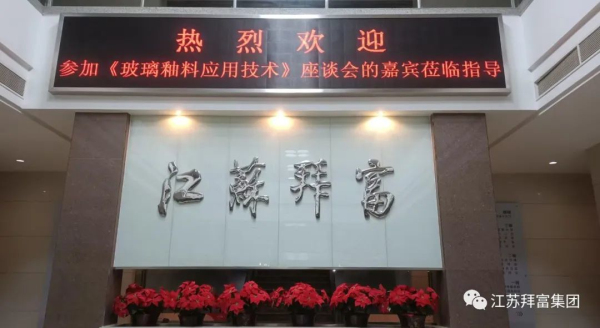 热烈欢迎
参加《玻璃釉料应用技术》座谈会的嘉宾莅临指导
江蘇拜富
江苏拜富集团